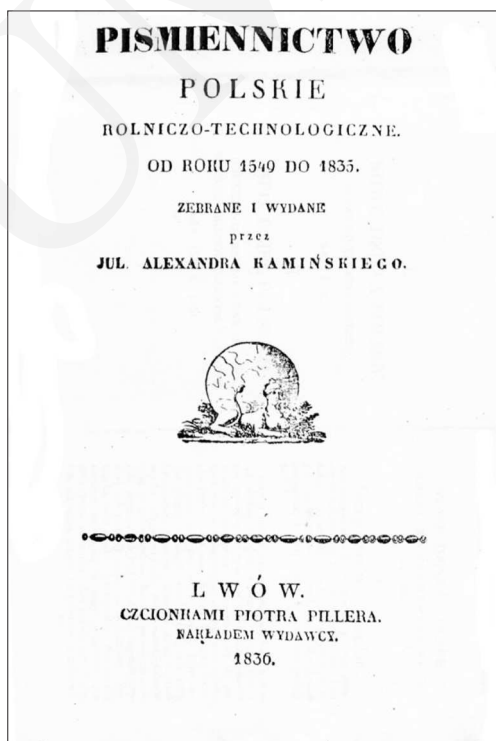 PISMIENNICTWO
POLSKIE
ROLNICZO-TECHNOLOGICZNE.
OD ROKU 1549 DO 1835.
ZEBRANE I WYDANE
przez
JUL. ALEXANDRA KAMIŃSKIEGO.
LWÓW.
CZCIONKAMI PIOTRA PILLERA.
NAKŁADEM WYDAWCY.
1836.